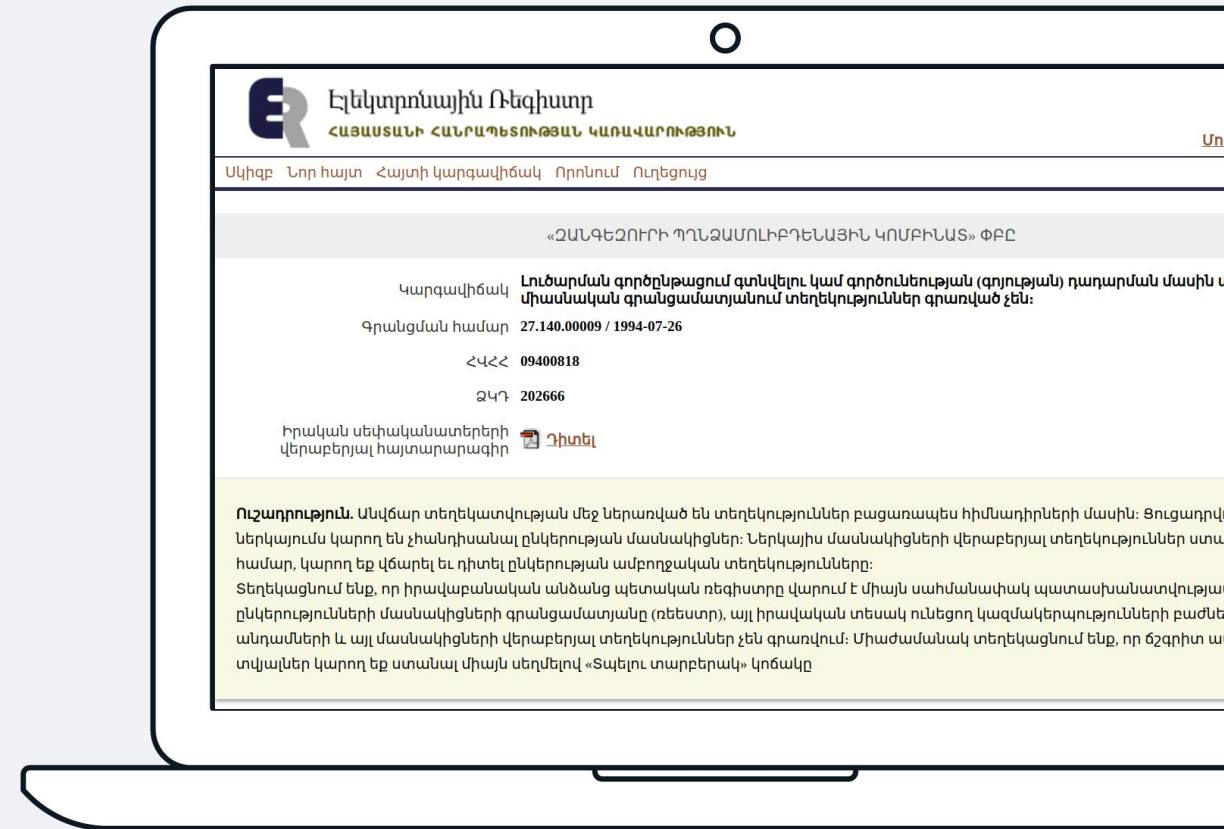 ER
Էլեկտրոնային Ռեգիստր
ՀԱՅԱՍՏԱՆԻ ՀԱՆՐԱՊԵՏՈՒԹՅԱՆ ԿԱՌԱՎԱՐՈՒԹՅՈՒՆ
Սկիզբ Նոր հայտ Հայտի կարգավիճակ Որոնում Ուղեցույց
«ԶԱՆԳԵԶՈՒՐԻ ՊՂՆՁԱՄՈԼԻԲԴԵՆԱՅԻՆ ԿՈՄԲԻՆԱՏ» ՓԲԸ
Կարգավիճակ Լուծարման գործընթացում գտնվելու կամ գործունեության (գոյության) դադարման մասին
միասնական գրանցամատյանում տեղեկություններ գրառված չեն:
Գրանցման համար 27.140.00009 / 1994-07-26
ՀՎՀՀ 09400818
ՁԿԴ 202666
Իրական սեփականատերերի
վերաբերյալ հայտարարագիր Դիտել
Ուշադրություն. Անվճար տեղեկատվության մեջ ներառված են տեղեկություններ բացառապես հիմնադիրների մասին:
ներկայումս կարող են չհանդիսանալ ընկերության մասնակիցներ: Ներկայիս մասնակիցների վերաբերյալ տեղեկություններ
համար, կարող եք վճարել եւ դիտել ընկերության ամբողջական տեղեկությունները:
Տեղեկացնում ենք, որ իրավաբանական անձանց պետական ռեգիստրը վարում է միայն սահմանափակ
ընկերությունների մասնակիցների գրանցամատյանը (ռեեստր), այլ իրավական տեսակ ունեցող կազմակերպությունների
անդամների և այլ մասնակիցների վերաբերյալ տեղեկություններ չեն գրառվում: Միաժամանակ տեղեկացնում ենք, որ ճշգրիտ
տվյալներ կարող եք ստանալ միայն սեղմելով «Տպելու տարբերակ» կոճակը